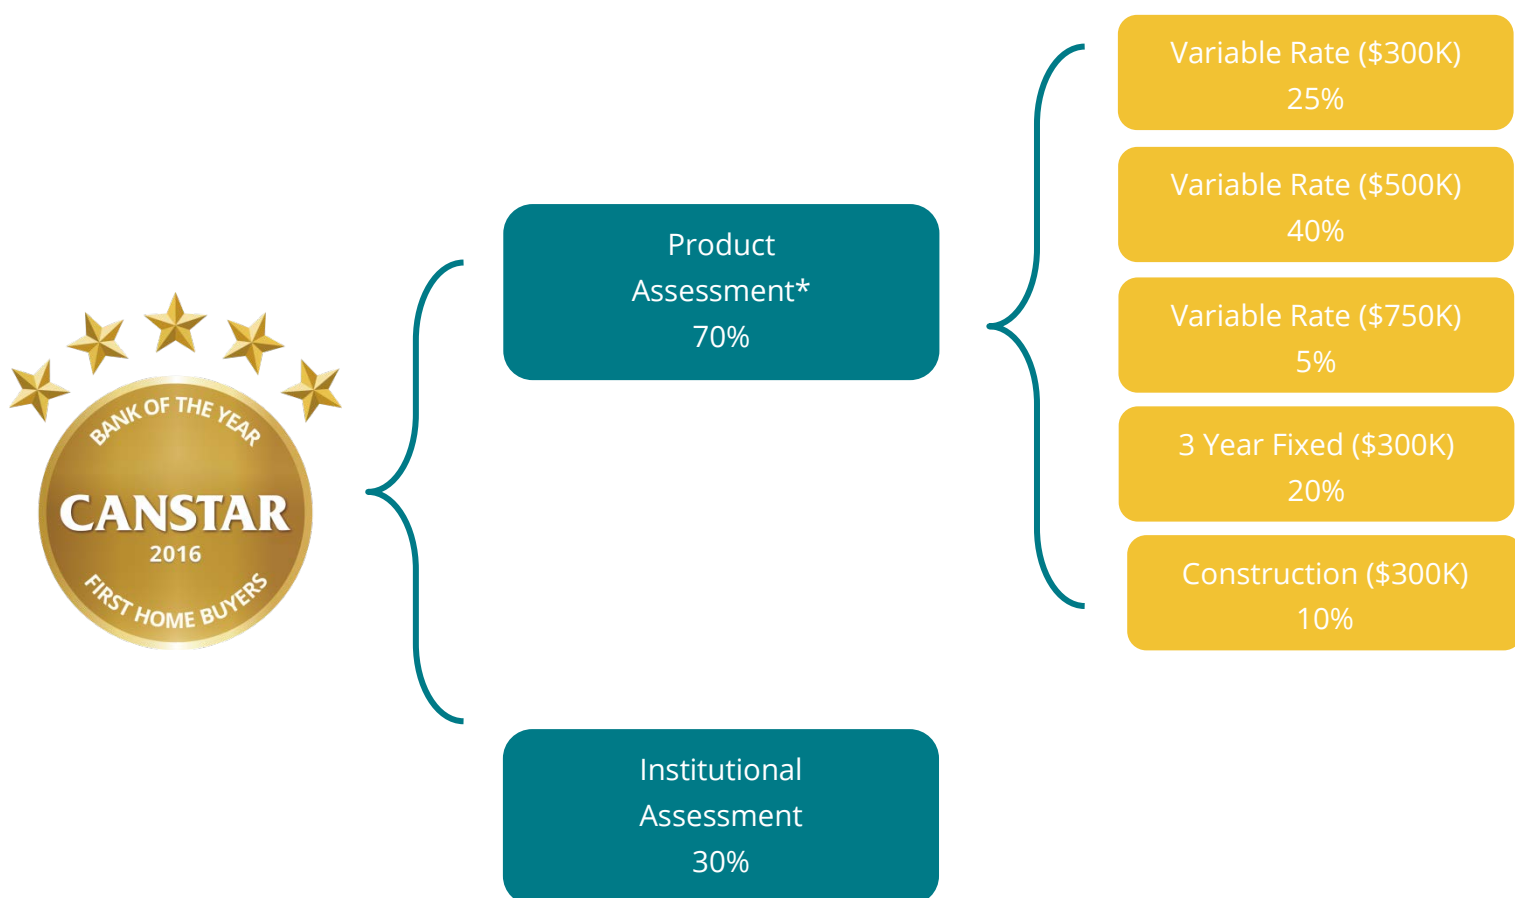 BANK OF THE YEAR
CANSTAR
2016
FIRST HOME BUYERS
Product
Assessment*
70%
Institutional
Assessment
30%
Variable Rate ($300K)
25%
Variable Rate ($500K)
40%
Variable Rate ($750K)
5%
3 Year Fixed ($300K)
20%
Construction ($300K)
10%